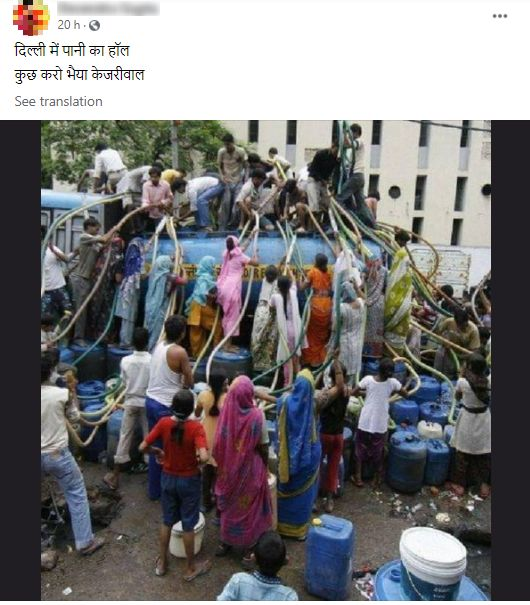 20 h ·
दिल्ली में पानी का हॉल
कुछ करो भैया केजरीवाल
See translation